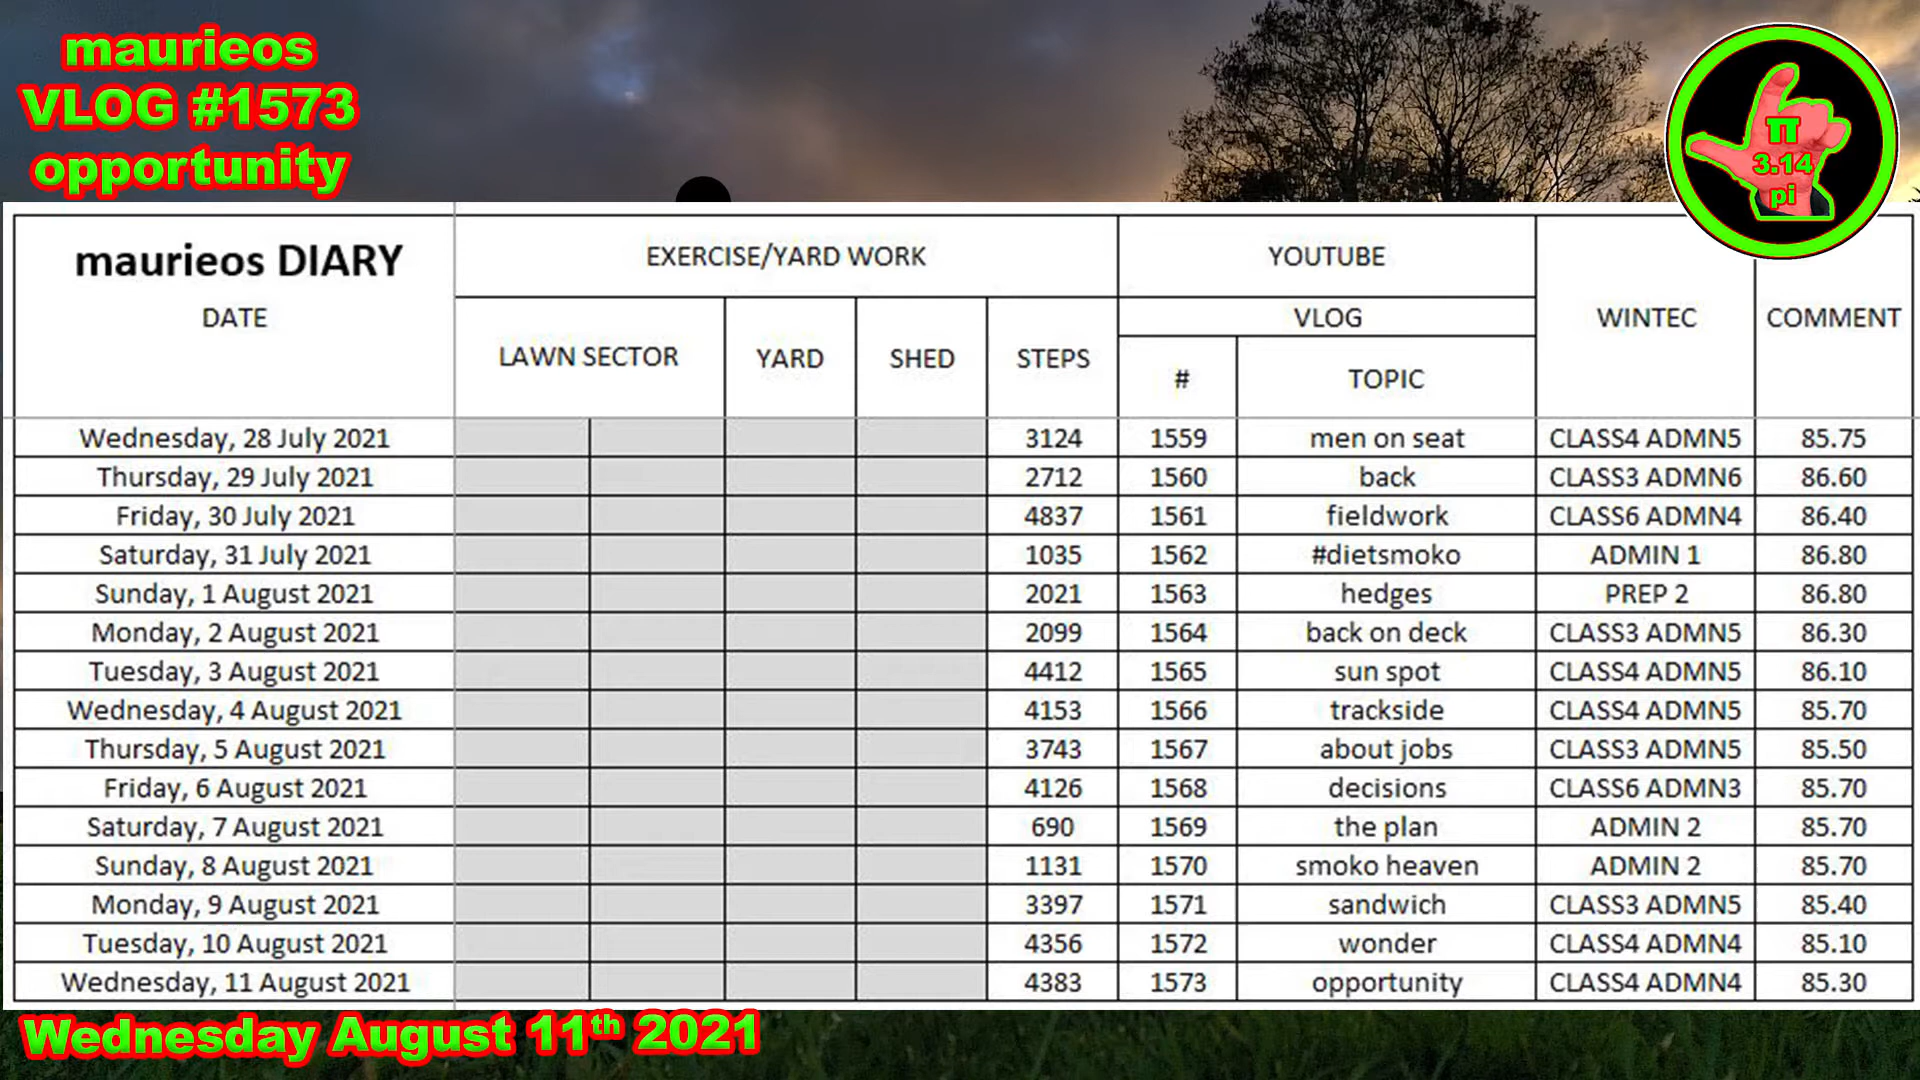 maurieos
VLOG #1573
opportunity
π
3.14
pi
maurieos DIARY
DATE
EXERCISE/YARD WORK
YOUTUBE
WINTEC
COMMENT
LAWN SECTOR
YARD
SHED
STEPS
VLOG
#
TOPIC
Wednesday, 28 July 2021 3124 1559 men on seat CLASS4 ADMN5 85.75
Thursday, 29 July 2021 2712 1560 back CLASS3 ADMN6 86.60
Friday, 30 July 2021 4837 1561 fieldwork CLASS6 ADMN4 86.40
Saturday, 31 July 2021 1035 1562 #dietsmoko ADMIN 1 86.80
Sunday, 1 August 2021 2021 1563 hedges PREP 2 86.80
Monday, 2 August 2021 2099 1564 back on deck CLASS3 ADMN5 86.30
Tuesday, 3 August 2021 4412 1565 sun spot CLASS4 ADMN5 86.10
Wednesday, 4 August 2021 4153 1566 trackside CLASS4 ADMN5 85.70
Thursday, 5 August 2021 3743 1567 about jobs CLASS3 ADMN5 85.50
Friday, 6 August 2021 4126 1568 decisions CLASS6 ADMN3 85.70
Saturday, 7 August 2021 690 1569 the plan ADMIN 2 85.70
Sunday, 8 August 2021 1131 1570 smoko heaven ADMIN 2 85.70
Monday, 9 August 2021 3397 1571 sandwich CLASS3 ADMN5 85.40
Tuesday, 10 August 2021 4356 1572 wonder CLASS4 ADMN4 85.10
Wednesday, 11 August 2021 4383 1573 opportunity CLASS4 ADMN4 85.30
Wednesday August 11th 2021